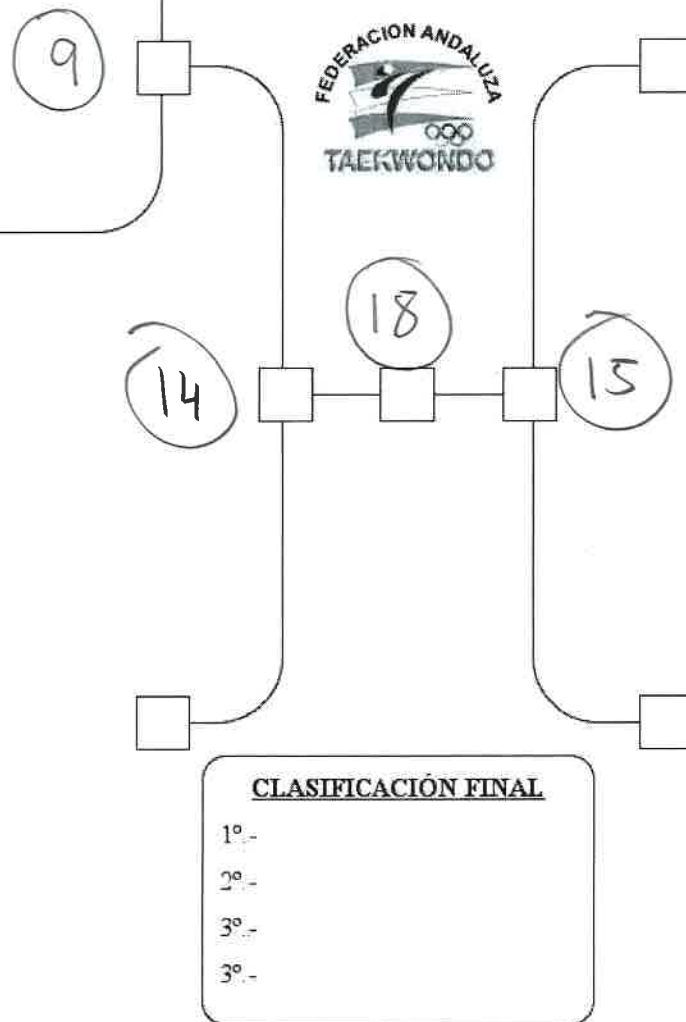 9
FEDERACION ANDALUZA
TAEKWONDO
18
14
15
CLASIFICACIÓN FINAL
1º.-
2º.-
3º.-
3º.-